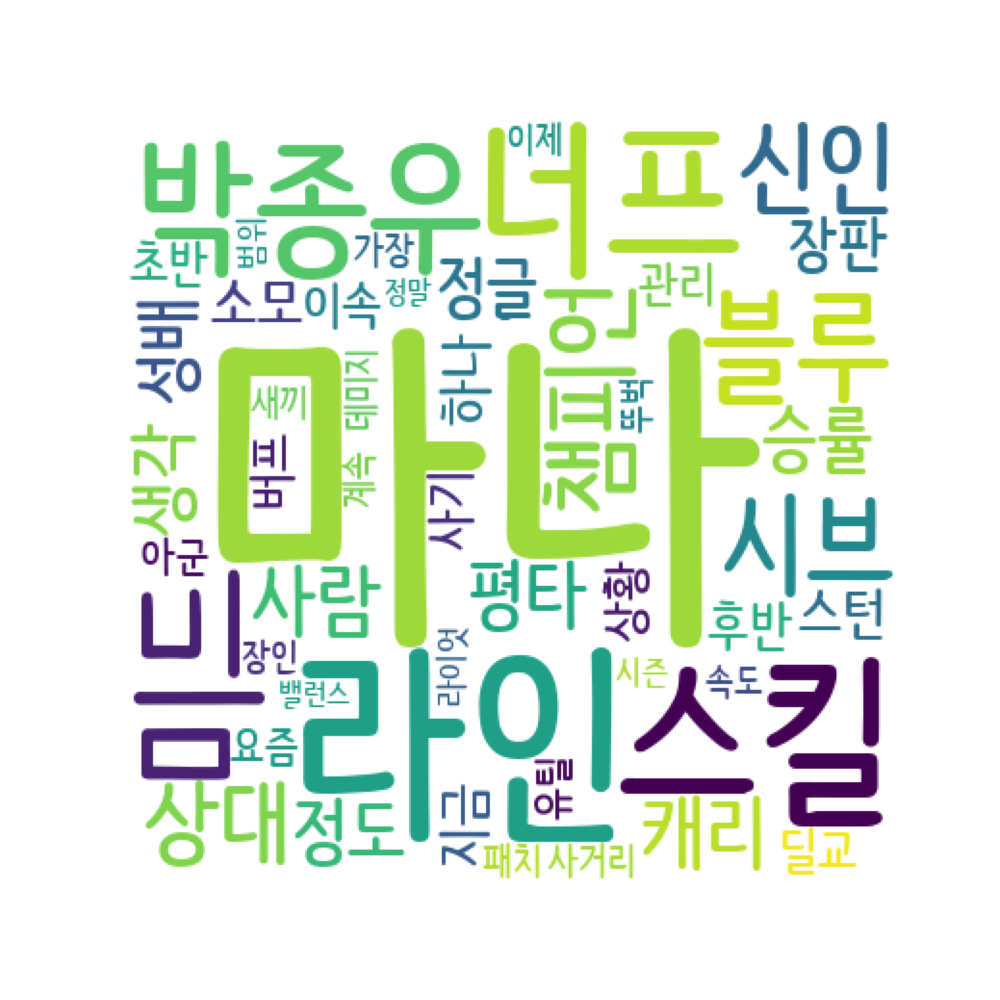 이제
박종우
너프
신인
범위
초반
가장
장판
정말
정글
관리
소모
이속
챔피언
블루
성배
하나
데미지
새끼
뚜벅
마나
승률
생각
버프
계속
사기
시브
아군
사람
평타
상황
스턴
후반
미드
장인
라이엇
시즌
속도
밸런스
라인
스킬
요즘
유틸
지금
상대
정도
캐리
패치
사거리
딜교